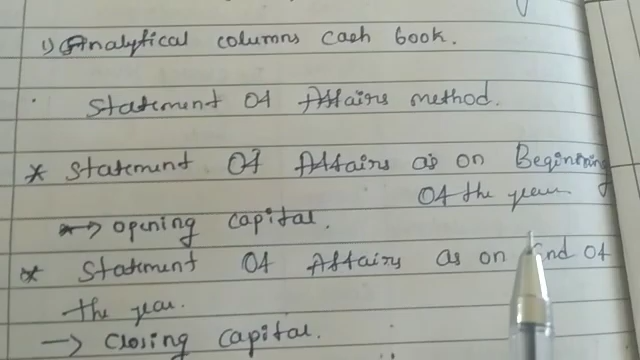 1) Analytical columns cash book.
Statement of Affairs method.
* Statement of Affairs as on Beginning
of the year
→ opening capital.
* Statement of Affairs as on End of
the year.
→ closing capital.